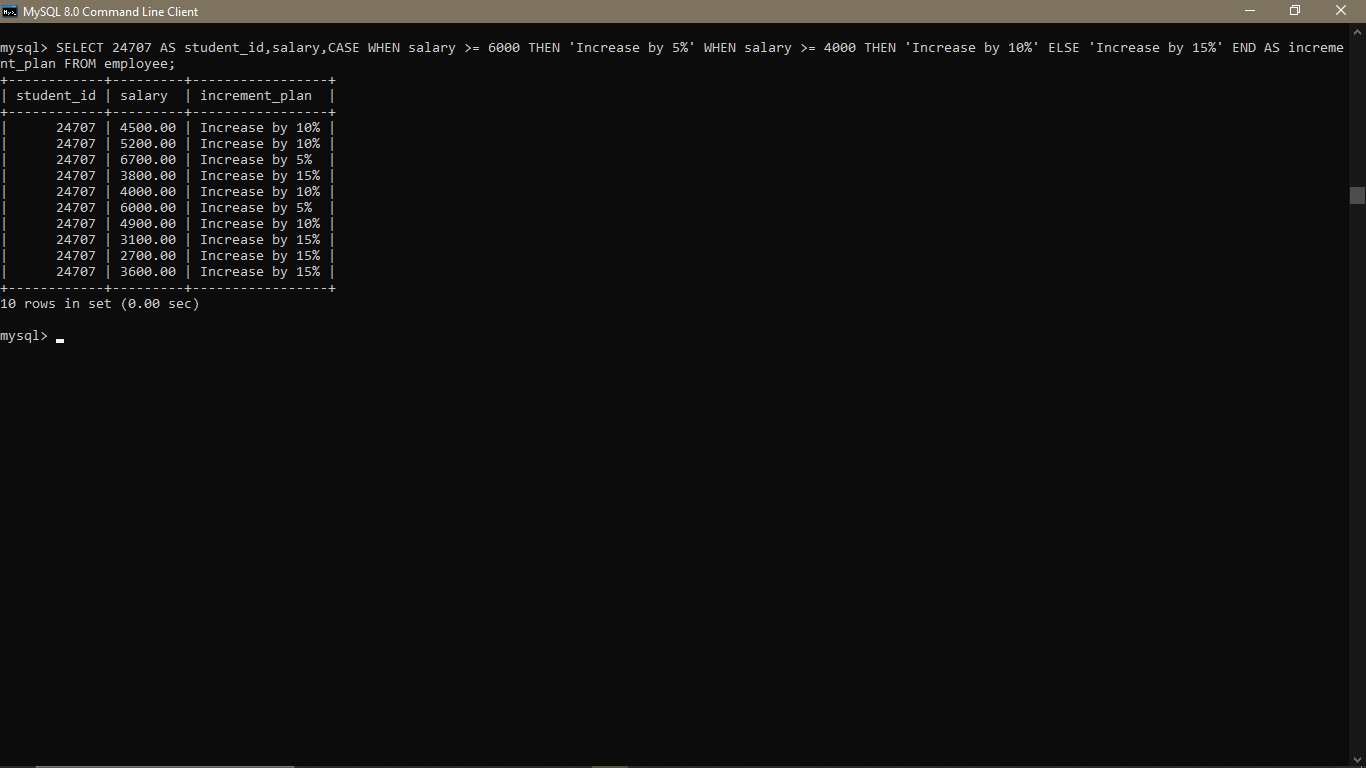 MySQL 8.0 Command Line Client
mysql> SELECT 24707 AS student_id,salary,CASE WHEN salary >= 6000 THEN 'Increase by 5%' WHEN salary >= 4000 THEN 'Increase by 10%' ELSE 'Increase by 15%' END AS increme
nt_plan FROM employee;
+------------+---------+-----------------+
| student_id | salary  | increment_plan  |
+------------+---------+-----------------+
|      24707 | 4500.00 | Increase by 10% |
|      24707 | 5200.00 | Increase by 10% |
|      24707 | 6700.00 | Increase by 5%  |
|      24707 | 3800.00 | Increase by 15% |
|      24707 | 4000.00 | Increase by 10% |
|      24707 | 6000.00 | Increase by 5%  |
|      24707 | 4900.00 | Increase by 10% |
|      24707 | 3100.00 | Increase by 15% |
|      24707 | 2700.00 | Increase by 15% |
|      24707 | 3600.00 | Increase by 15% |
+------------+---------+-----------------+
10 rows in set (0.00 sec)
mysql>